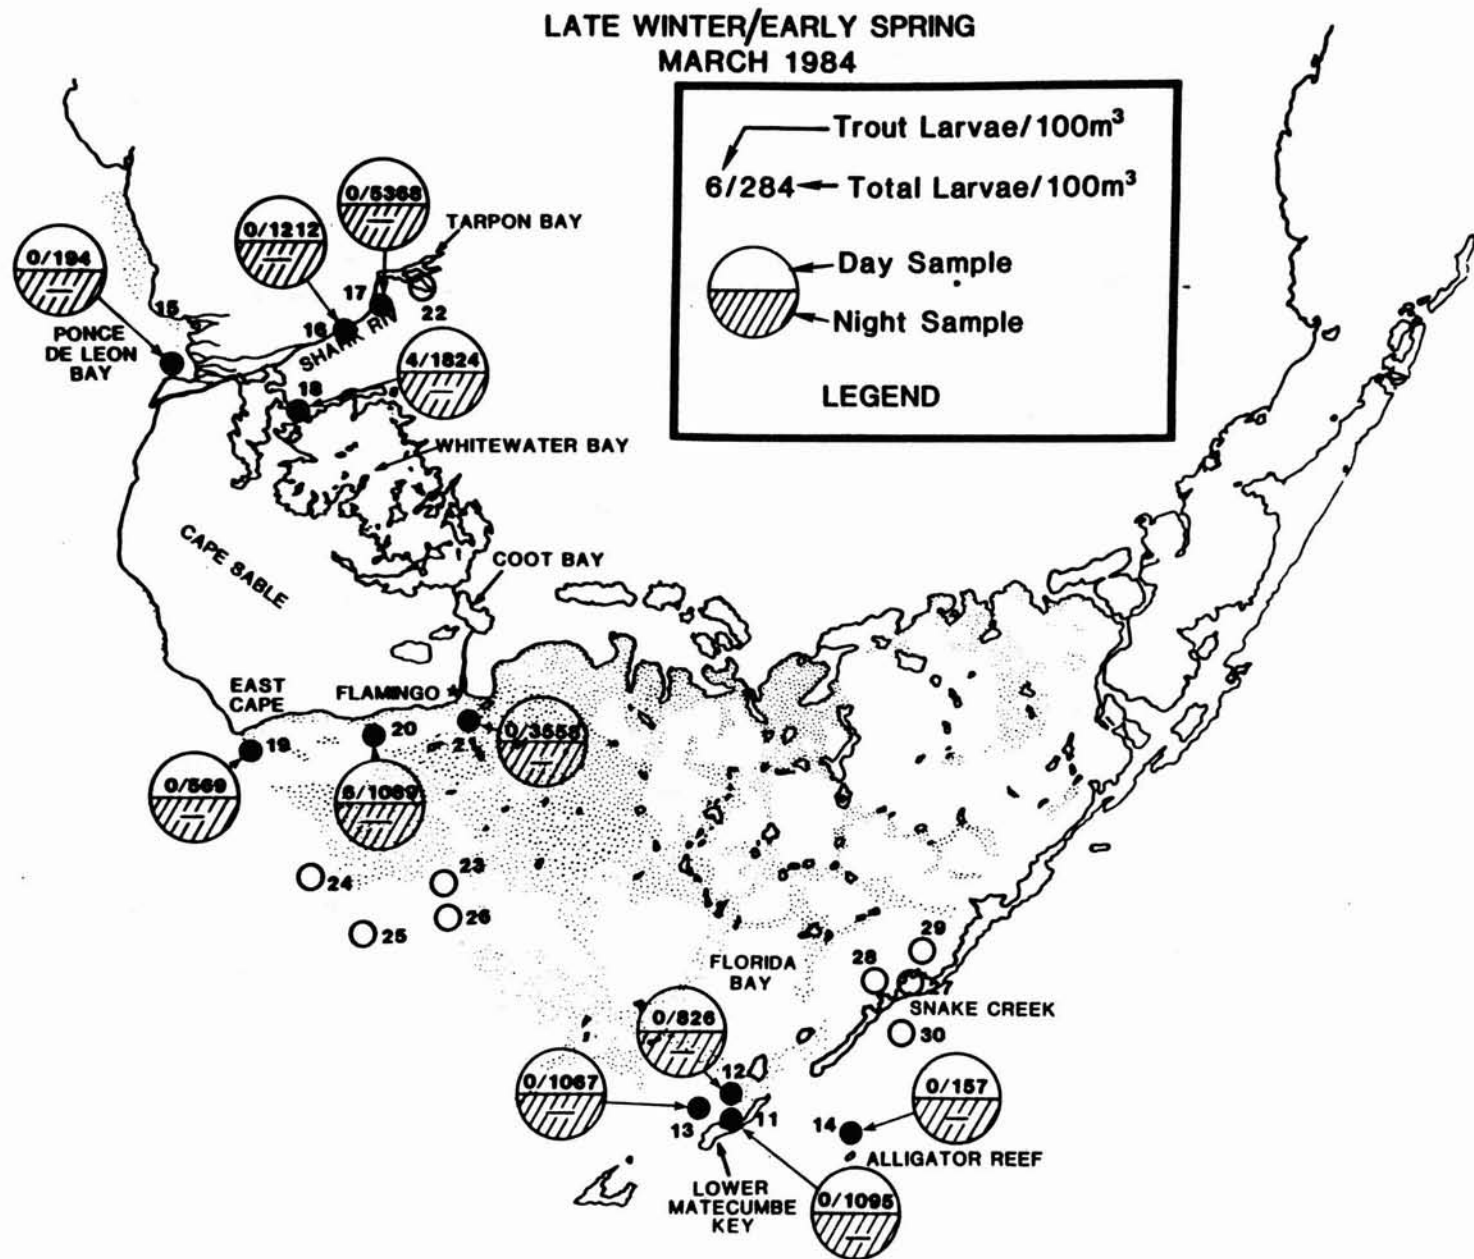 LATE WINTER/EARLY SPRING
MARCH 1984
Trout Larvae/100m³
6/284
Total Larvae/100m³
Day Sample
Night Sample
LEGEND
0/5368
0/1212
TARPON BAY
0/194
17
22
15
16
SHARK RIV
PONCE
DE LEON
BAY
4/1824
18
WHITEWATER BAY
CAPE SABLE
COOT BAY
EAST
CAPE
FLAMINGO
20
21
19
0/569
24
23
26
25
FLORIDA
BAY
29
28
27
SNAKE CREEK
30
0/826
0/1067
12
13
11
14
0/157
ALLIGATOR REEF
LOWER
MATECUMBE
KEY
0/1095